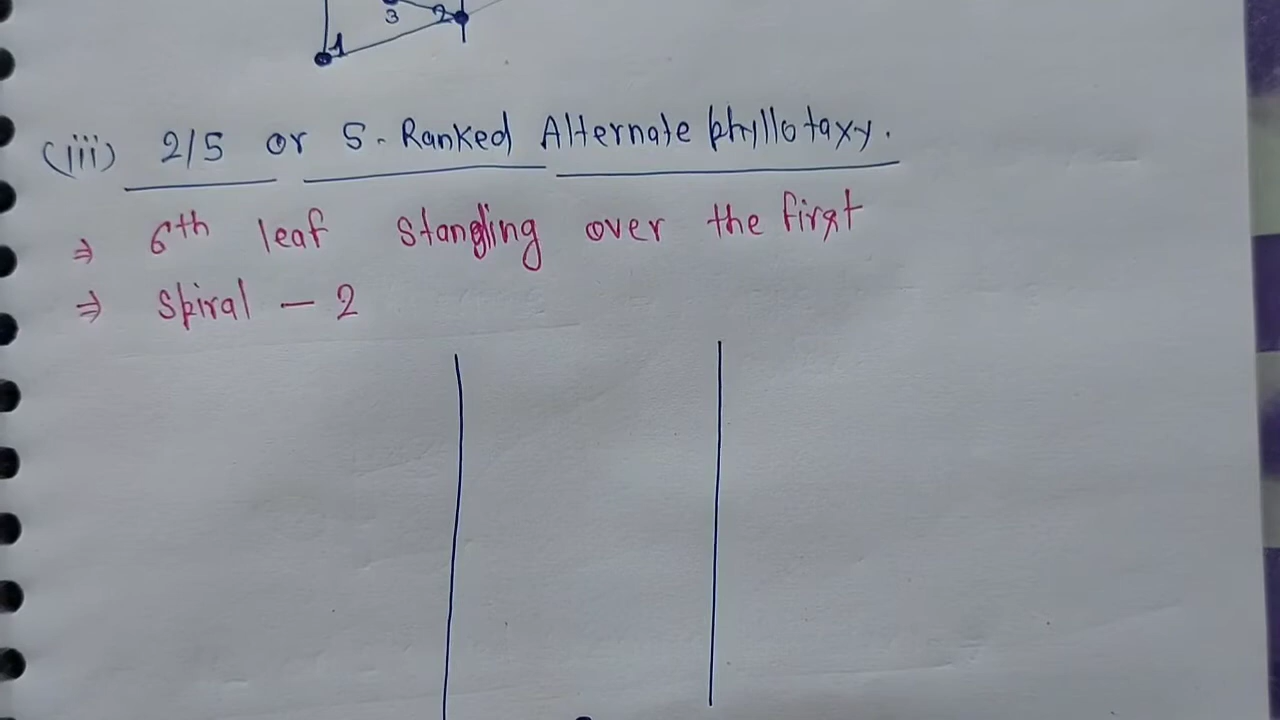 3 2
1
(iii) 2/5 or 5-Ranked Alternate phyllotaxy.
⇒ 6th leaf standing over the first
⇒ spiral - 2